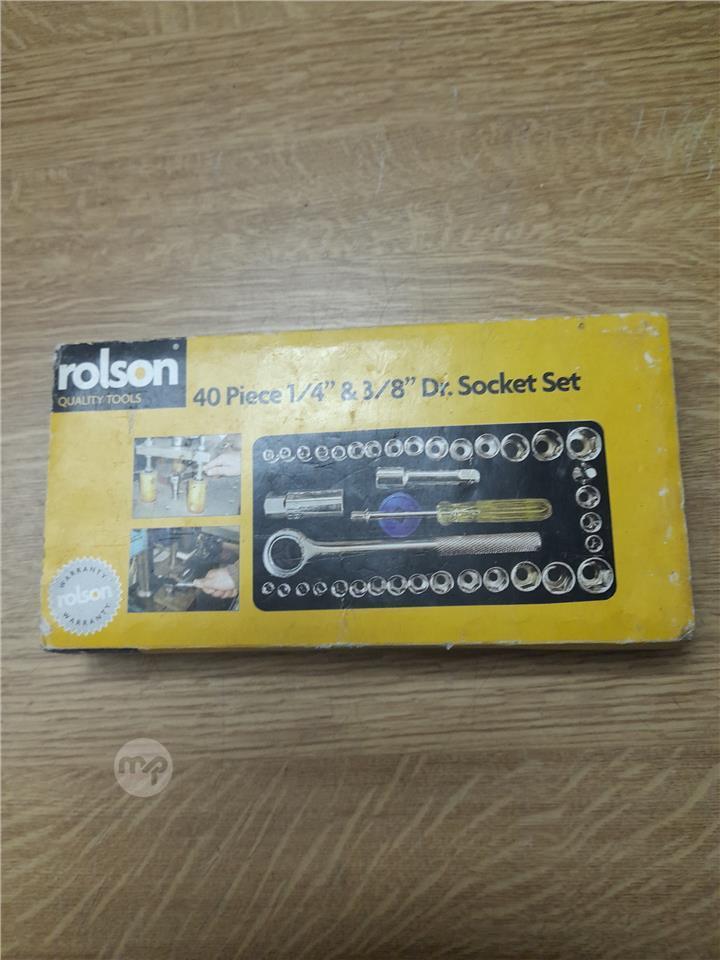 rolson
QUALITY TOOLS
40 Piece 1/4" & 3/8" Dr. Socket Set
WARRANTY
rolson
WARRANTY
mp